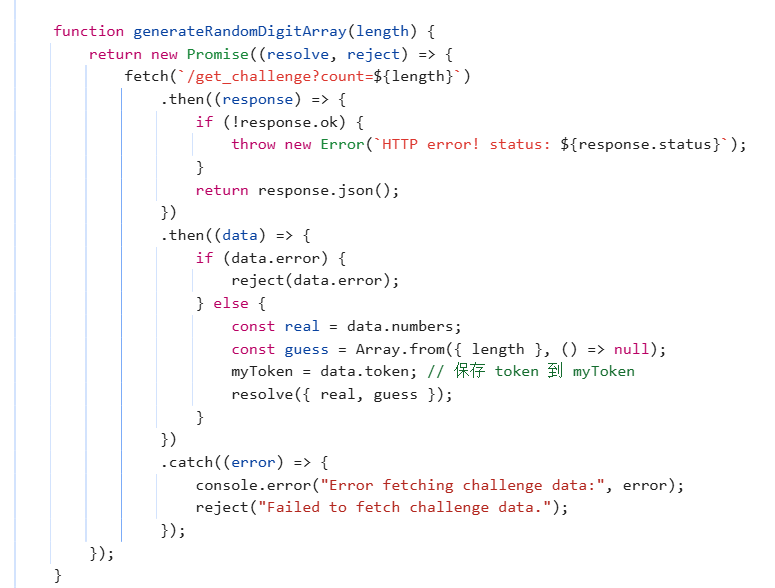 function generateRandomDigitArray(length) {
    return new Promise((resolve, reject) => {
        fetch(`/get_challenge?count=${length}`)
            .then((response) => {
                if (!response.ok) {
                    throw new Error(`HTTP error! status: ${response.status}`);
                }
                return response.json();
            })
            .then((data) => {
                if (data.error) {
                    reject(data.error);
                } else {
                    const real = data.numbers;
                    const guess = Array.from({ length }, () => null);
                    myToken = data.token; // 保存 token 到 myToken
                    resolve({ real, guess });
                }
            })
            .catch((error) => {
                console.error("Error fetching challenge data:", error);
                reject("Failed to fetch challenge data.");
            });
    });
}